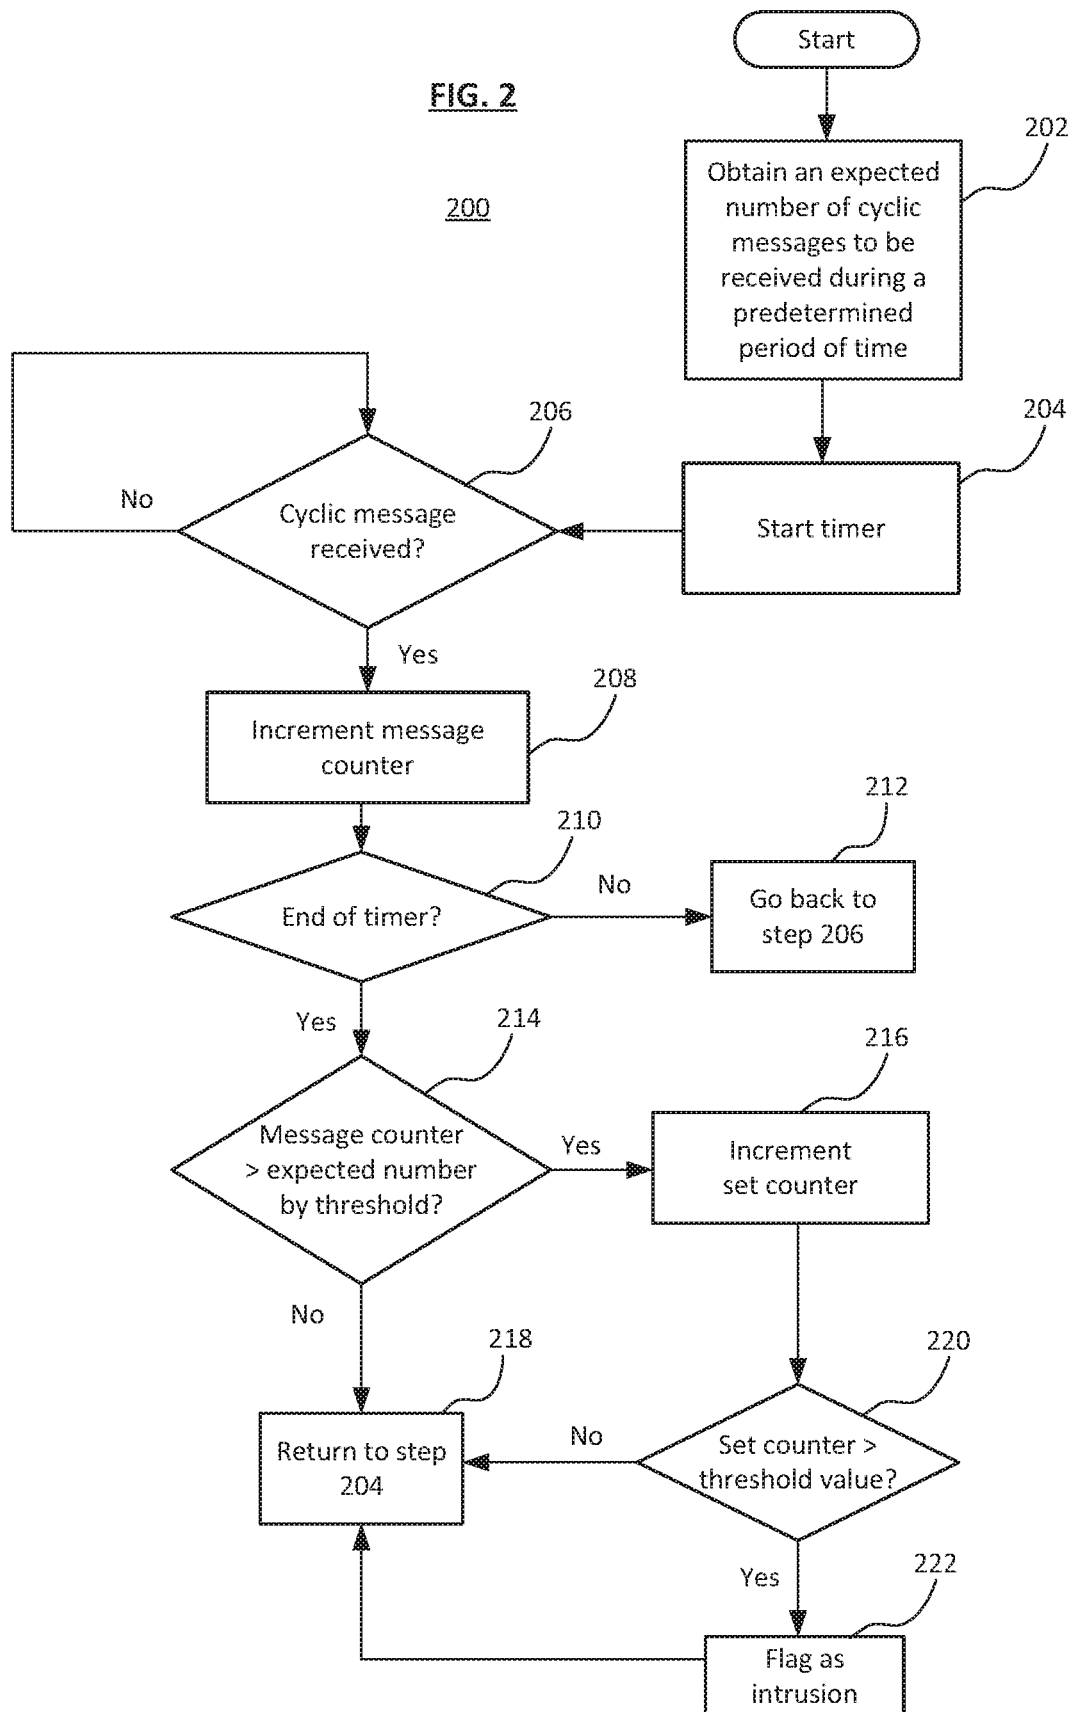 Start
FIG. 2
200
202
Obtain an expected
number of cyclic
messages to be
received during a
predetermined
period of time
204
Start timer
206
Cyclic message
received?
No
Yes
208
Increment message
counter
210
End of timer?
No
212
Go back to
step 206
Yes
214
Message counter
> expected number
by threshold?
Yes
216
Increment
set counter
No
218
Return to step
204
220
Set counter >
threshold value?
No
Yes
222
Flag as
intrusion